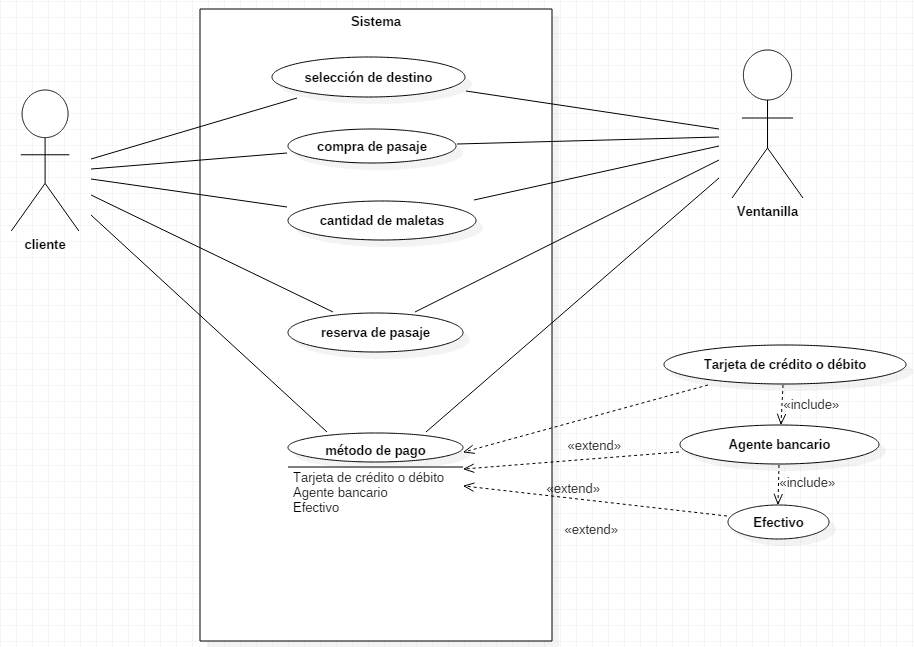 Sistema
selección de destino
compra de pasaje
cantidad de maletas
reserva de pasaje
método de pago
Tarjeta de crédito o débito
Agente bancario
Efectivo
cliente
Ventanilla
Tarjeta de crédito o débito
«include»
Agente bancario
«include»
Efectivo
«extend»
«extend»
«extend»